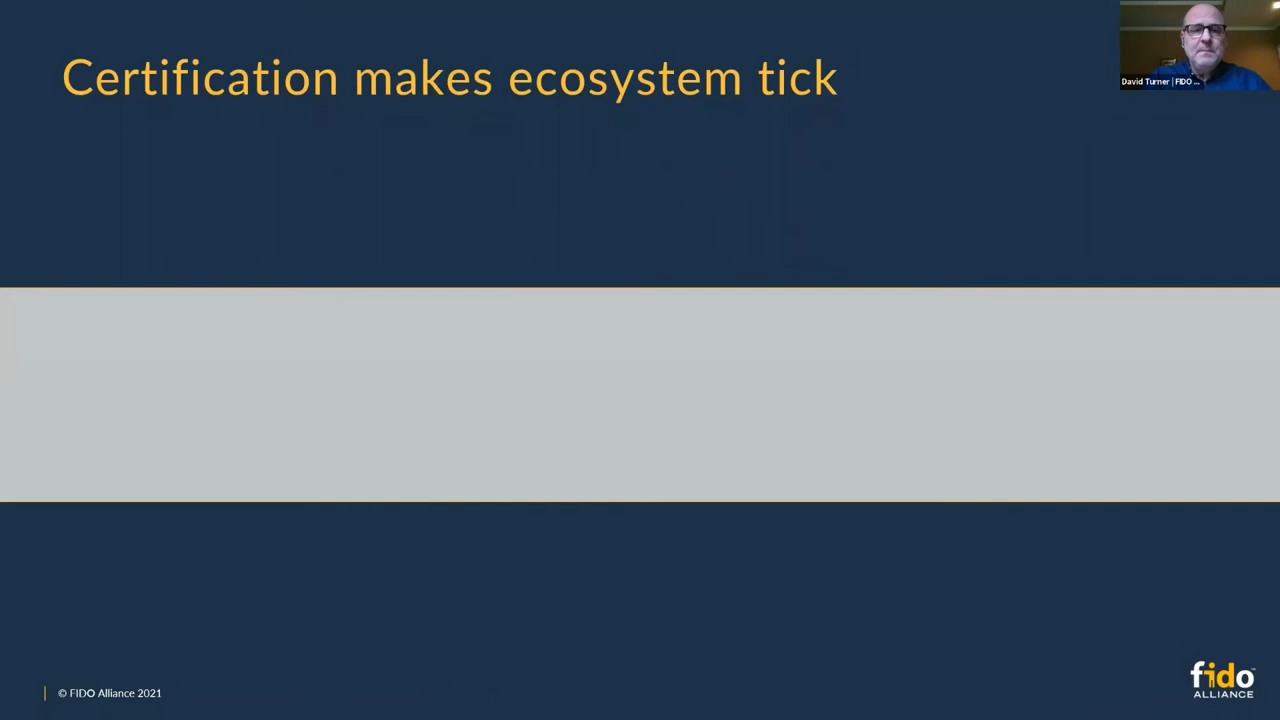 Certification makes ecosystem tick
David Turner | FIDO ...
© FIDO Alliance 2021
fido
ALLIANCE